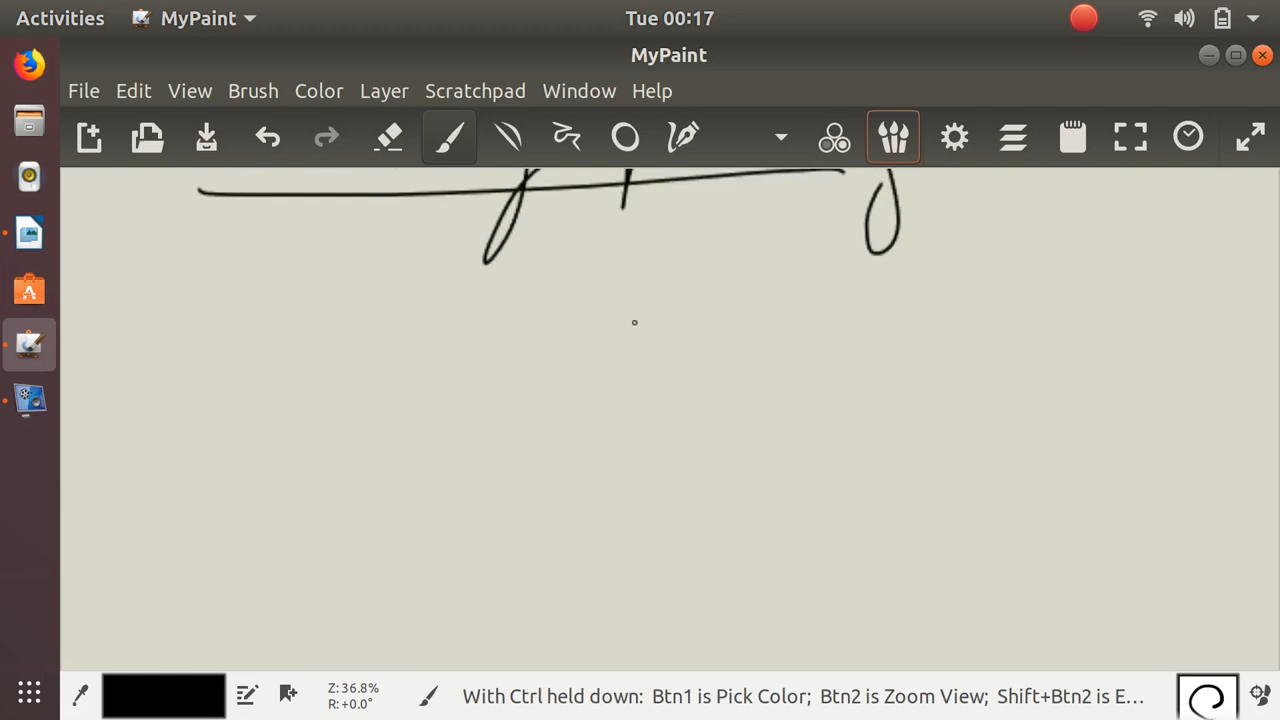 Activities MyPaint Tue 00:17
MyPaint
File Edit View Brush Color Layer Scratchpad Window Help
Z: 36.8%
R: +0.0°
With Ctrl held down: Btn1 is Pick Color; Btn2 is Zoom View; Shift+Btn2 is E...